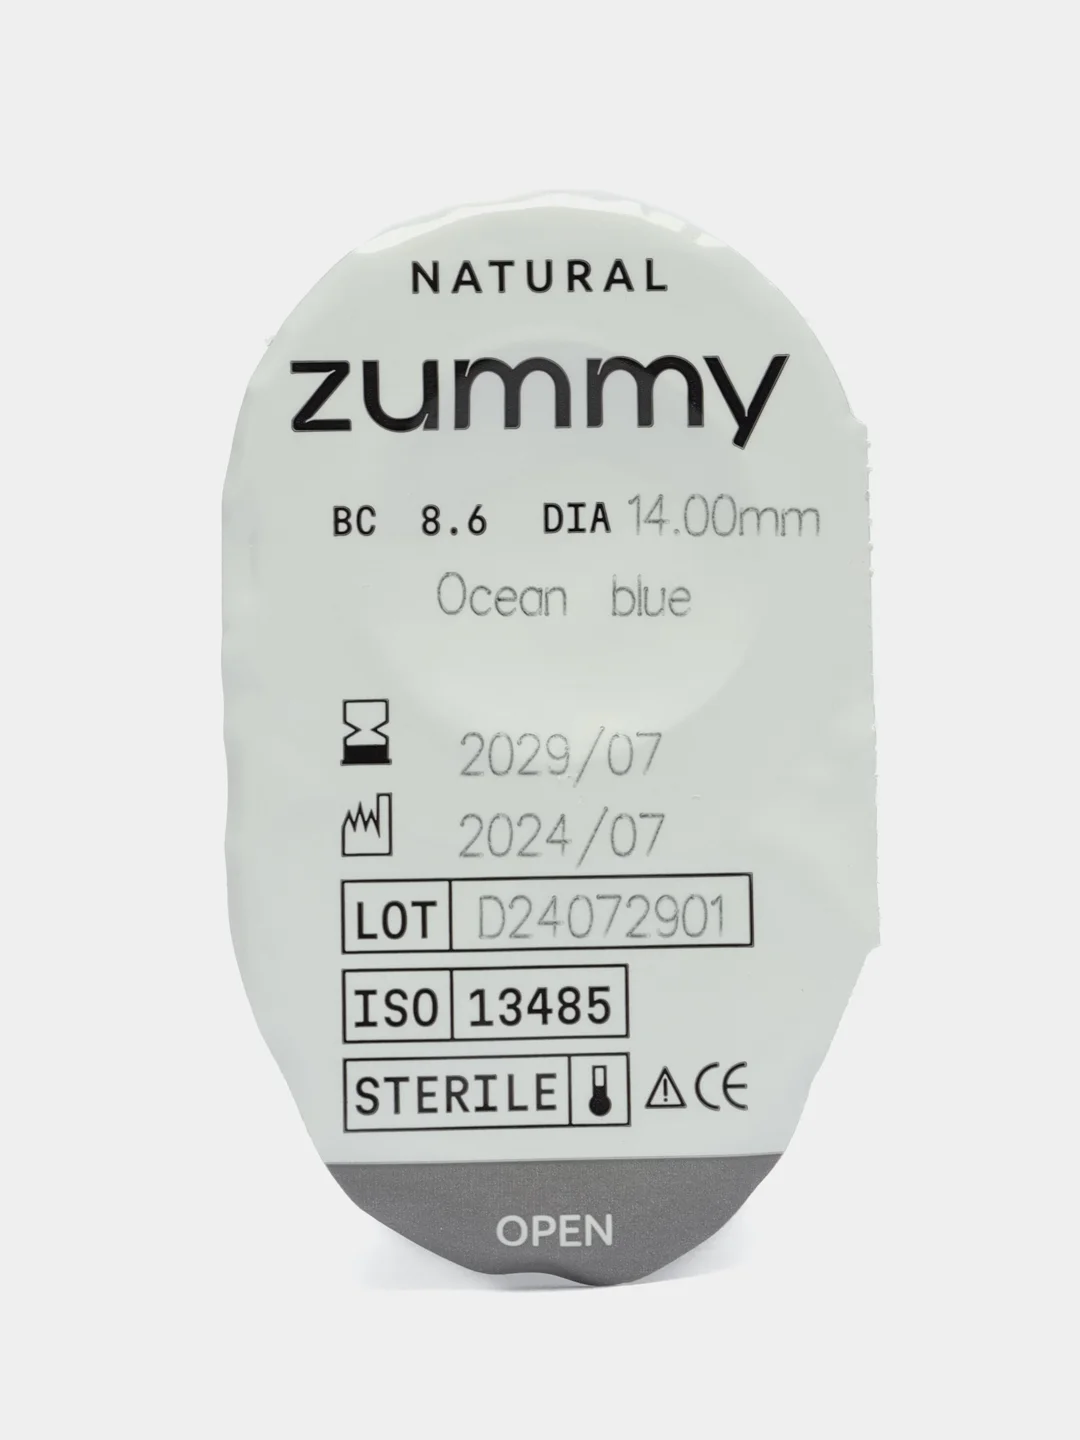 NATURAL
zummy
BC 8.6 DIA 14.00mm
Ocean blue
2029/07
2024/07
LOT D24072901
ISO 13485
STERILE CE
OPEN